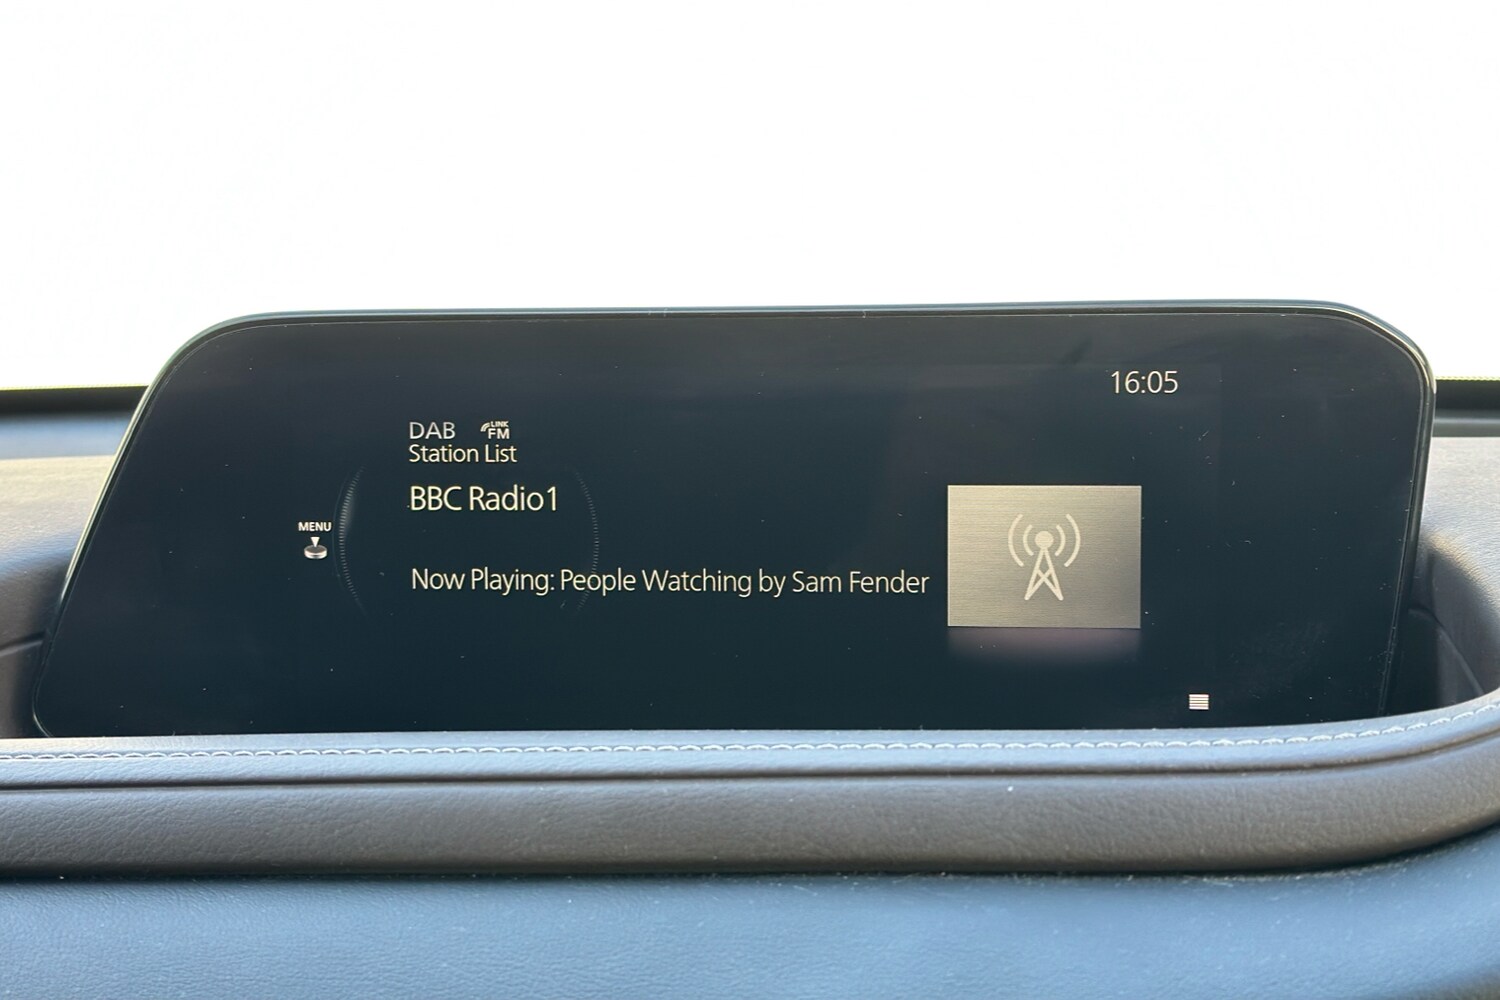 16:05
DAB LINK FM
Station List
BBC Radio1
MENU
Now Playing: People Watching by Sam Fender